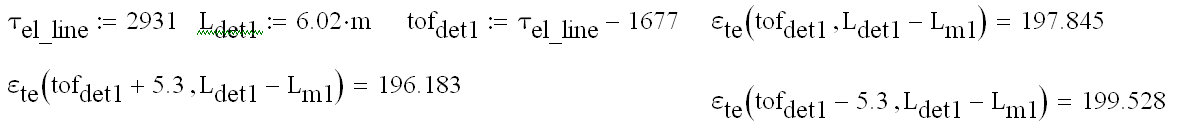 τel_line := 2931 Ldet1 := 6.02·m tofdet1 := τel_line − 1677 εte(tofdet1 , Ldet1 − Lm1) = 197.845
εte(tofdet1 + 5.3 , Ldet1 − Lm1) = 196.183
εte(tofdet1 − 5.3 , Ldet1 − Lm1) = 199.528